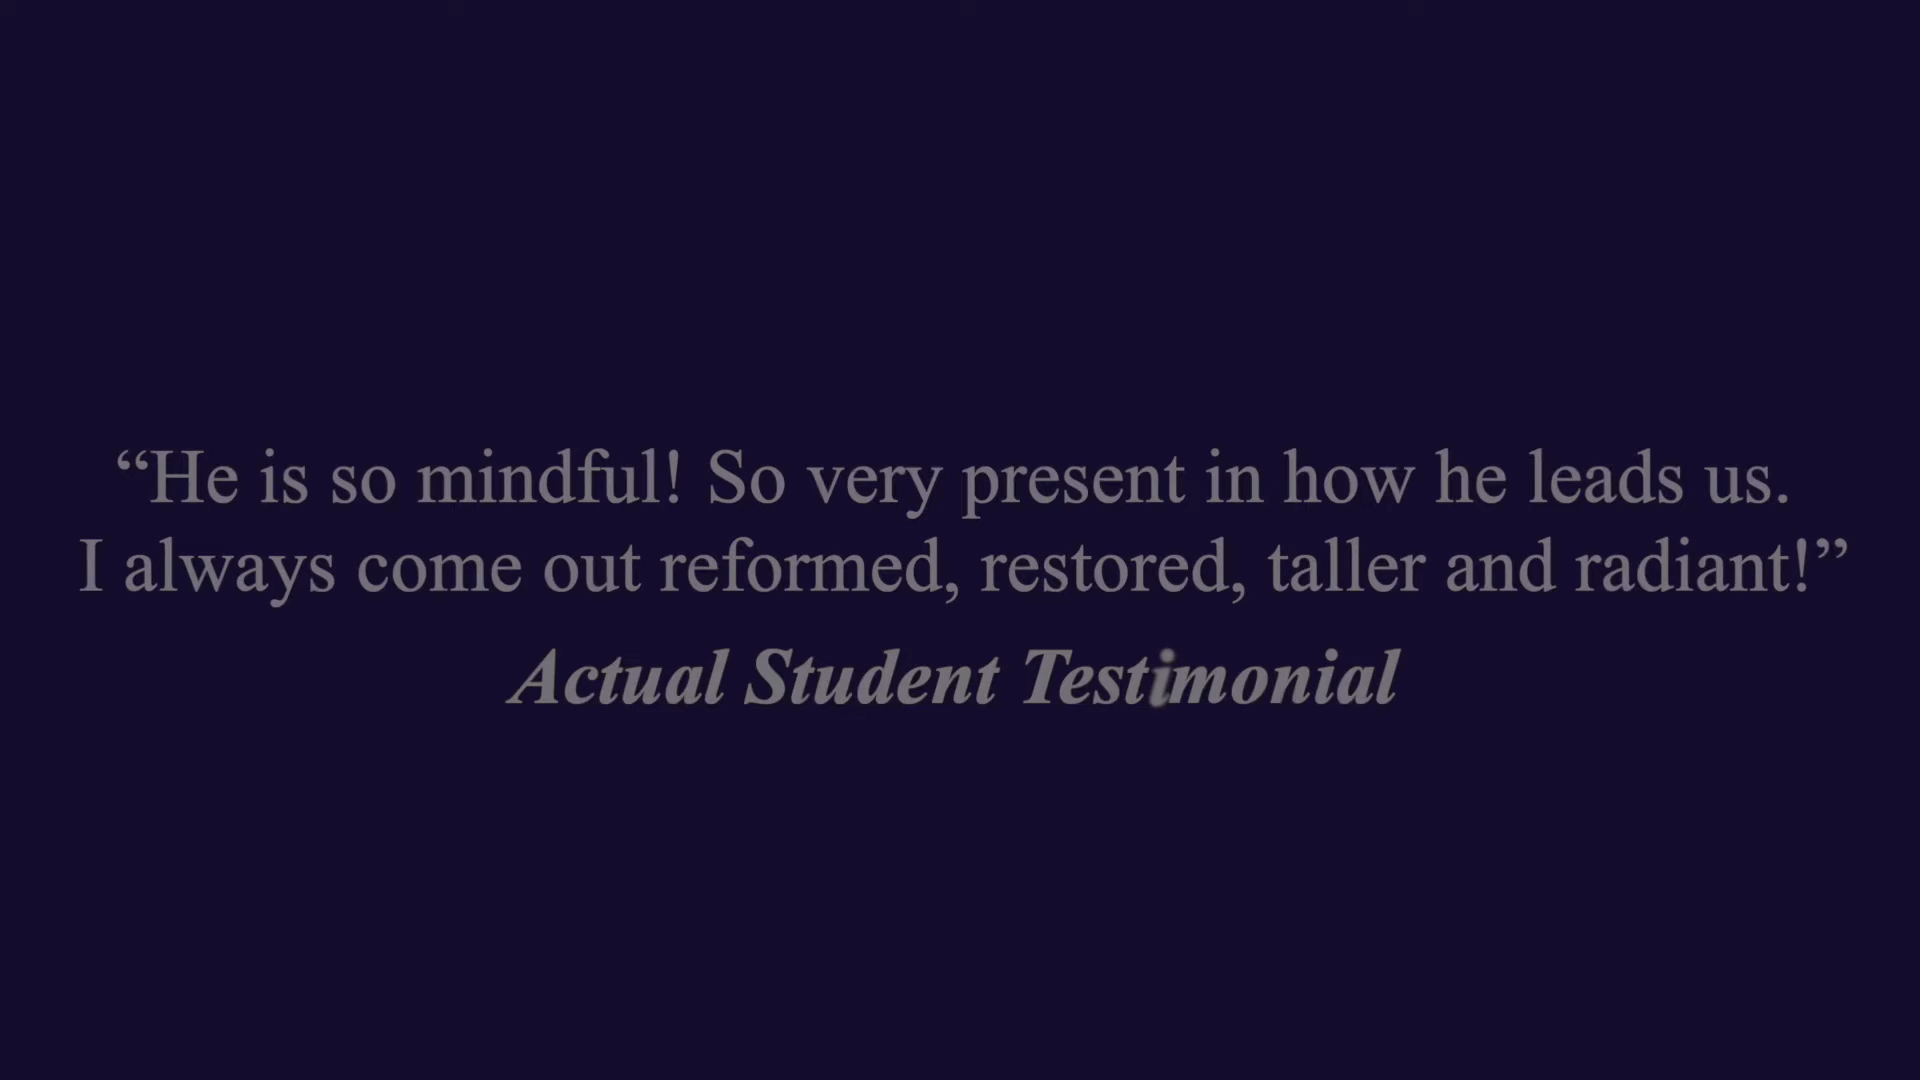 “He is so mindful! So very present in how he leads us.
I always come out reformed, restored, taller and radiant!”
Actual Student Testimonial